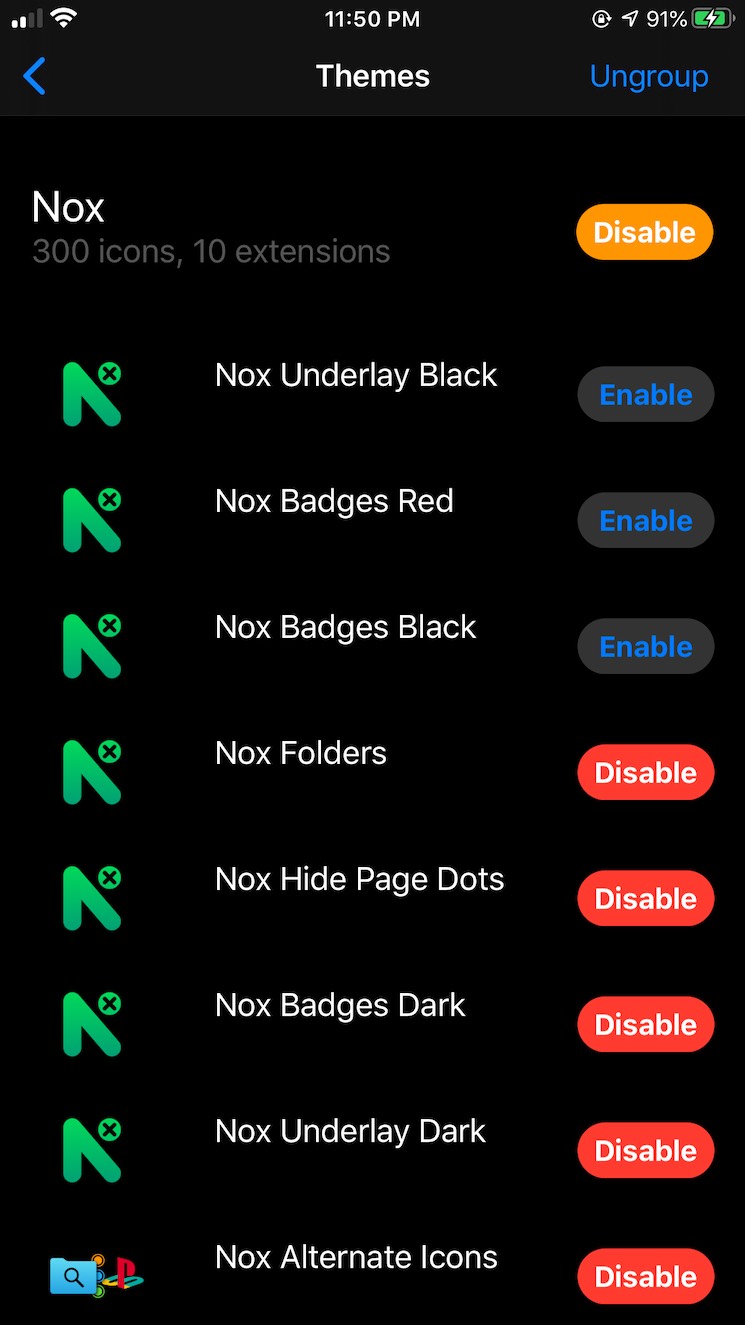 11:50 PM 91%
Themes Ungroup
Nox
300 icons, 10 extensions
Disable
Nox Underlay Black
Enable
Nox Badges Red
Enable
Nox Badges Black
Enable
Nox Folders
Disable
Nox Hide Page Dots
Disable
Nox Badges Dark
Disable
Nox Underlay Dark
Disable
Nox Alternate Icons
Disable